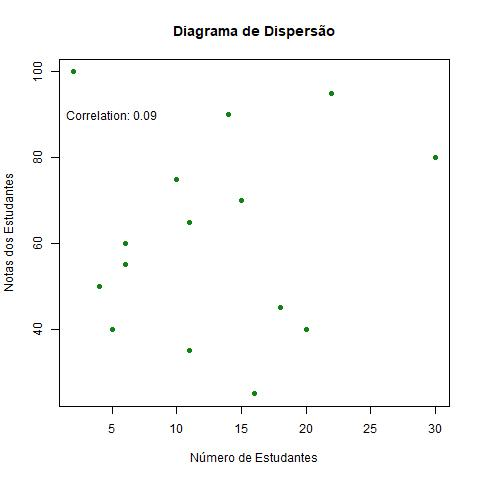 Diagrama de Dispersão
Correlation: 0.09
Notas dos Estudantes
100
80
60
40
5 10 15 20 25 30
Número de Estudantes